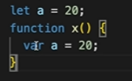 let a = 20;
function x() {
  var a = 20;
}